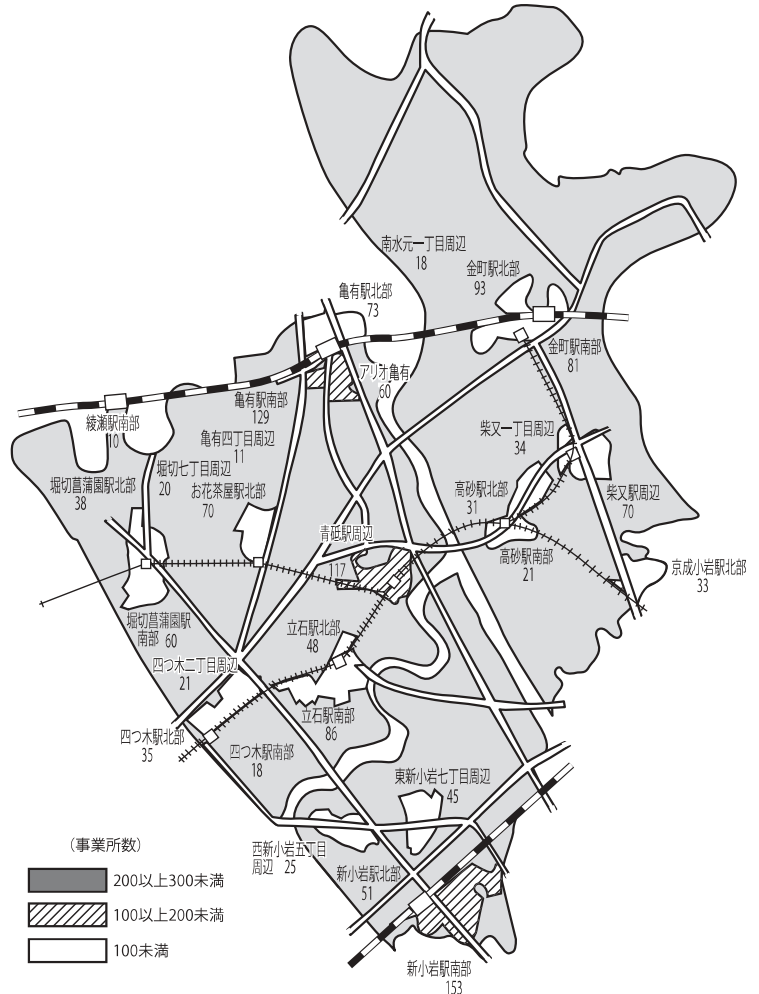 南水元一丁目周辺
18
金町駅北部
93
亀有駅北部
73
金町駅南部
81
アリオ亀有
60
亀有駅南部
129
綾瀬駅南部
10
亀有四丁目周辺
11
柴又一丁目周辺
34
堀切七丁目周辺
20
堀切菖蒲園駅北部
38
お花茶屋駅北部
70
高砂駅北部
31
柴又駅周辺
70
青砥駅周辺
117
高砂駅南部
21
京成小岩駅北部
33
堀切菖蒲園駅
南部 60
立石駅北部
48
四つ木二丁目周辺
21
立石駅南部
86
四つ木駅北部
35
四つ木駅南部
18
東新小岩七丁目周辺
45
西新小岩五丁目
周辺 25
新小岩駅北部
51
新小岩駅南部
153
（事業所数）
200以上300未満
100以上200未満
100未満